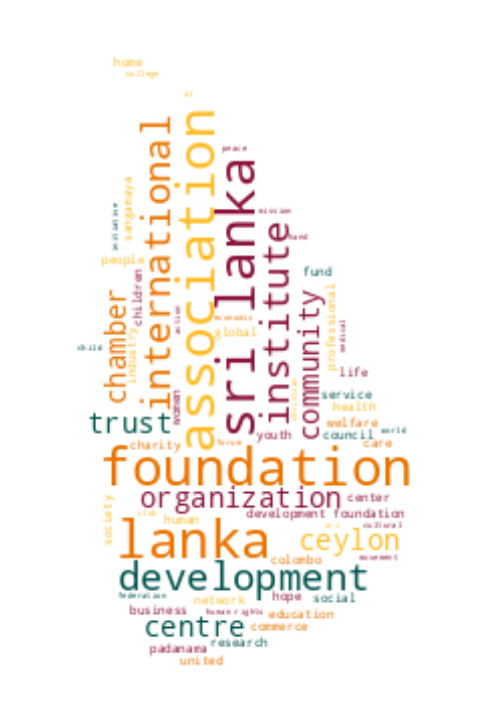 home
college
al
association
international
peace
sri lanka
sangamaya
mission
institute
hand
people
fund
children
chamber
community
professional
action
economic
global
industry
medical
child
life
women
service
health
trust
welfare
youth
council
world
charity
forum
care
foundation
organization
center
society
club
development foundation
human
sri
cultural
lanka
ceylon
movement
colombo
development
federation
network
hope
social
business
human rights
education
centre
commerce
research
padanama
united